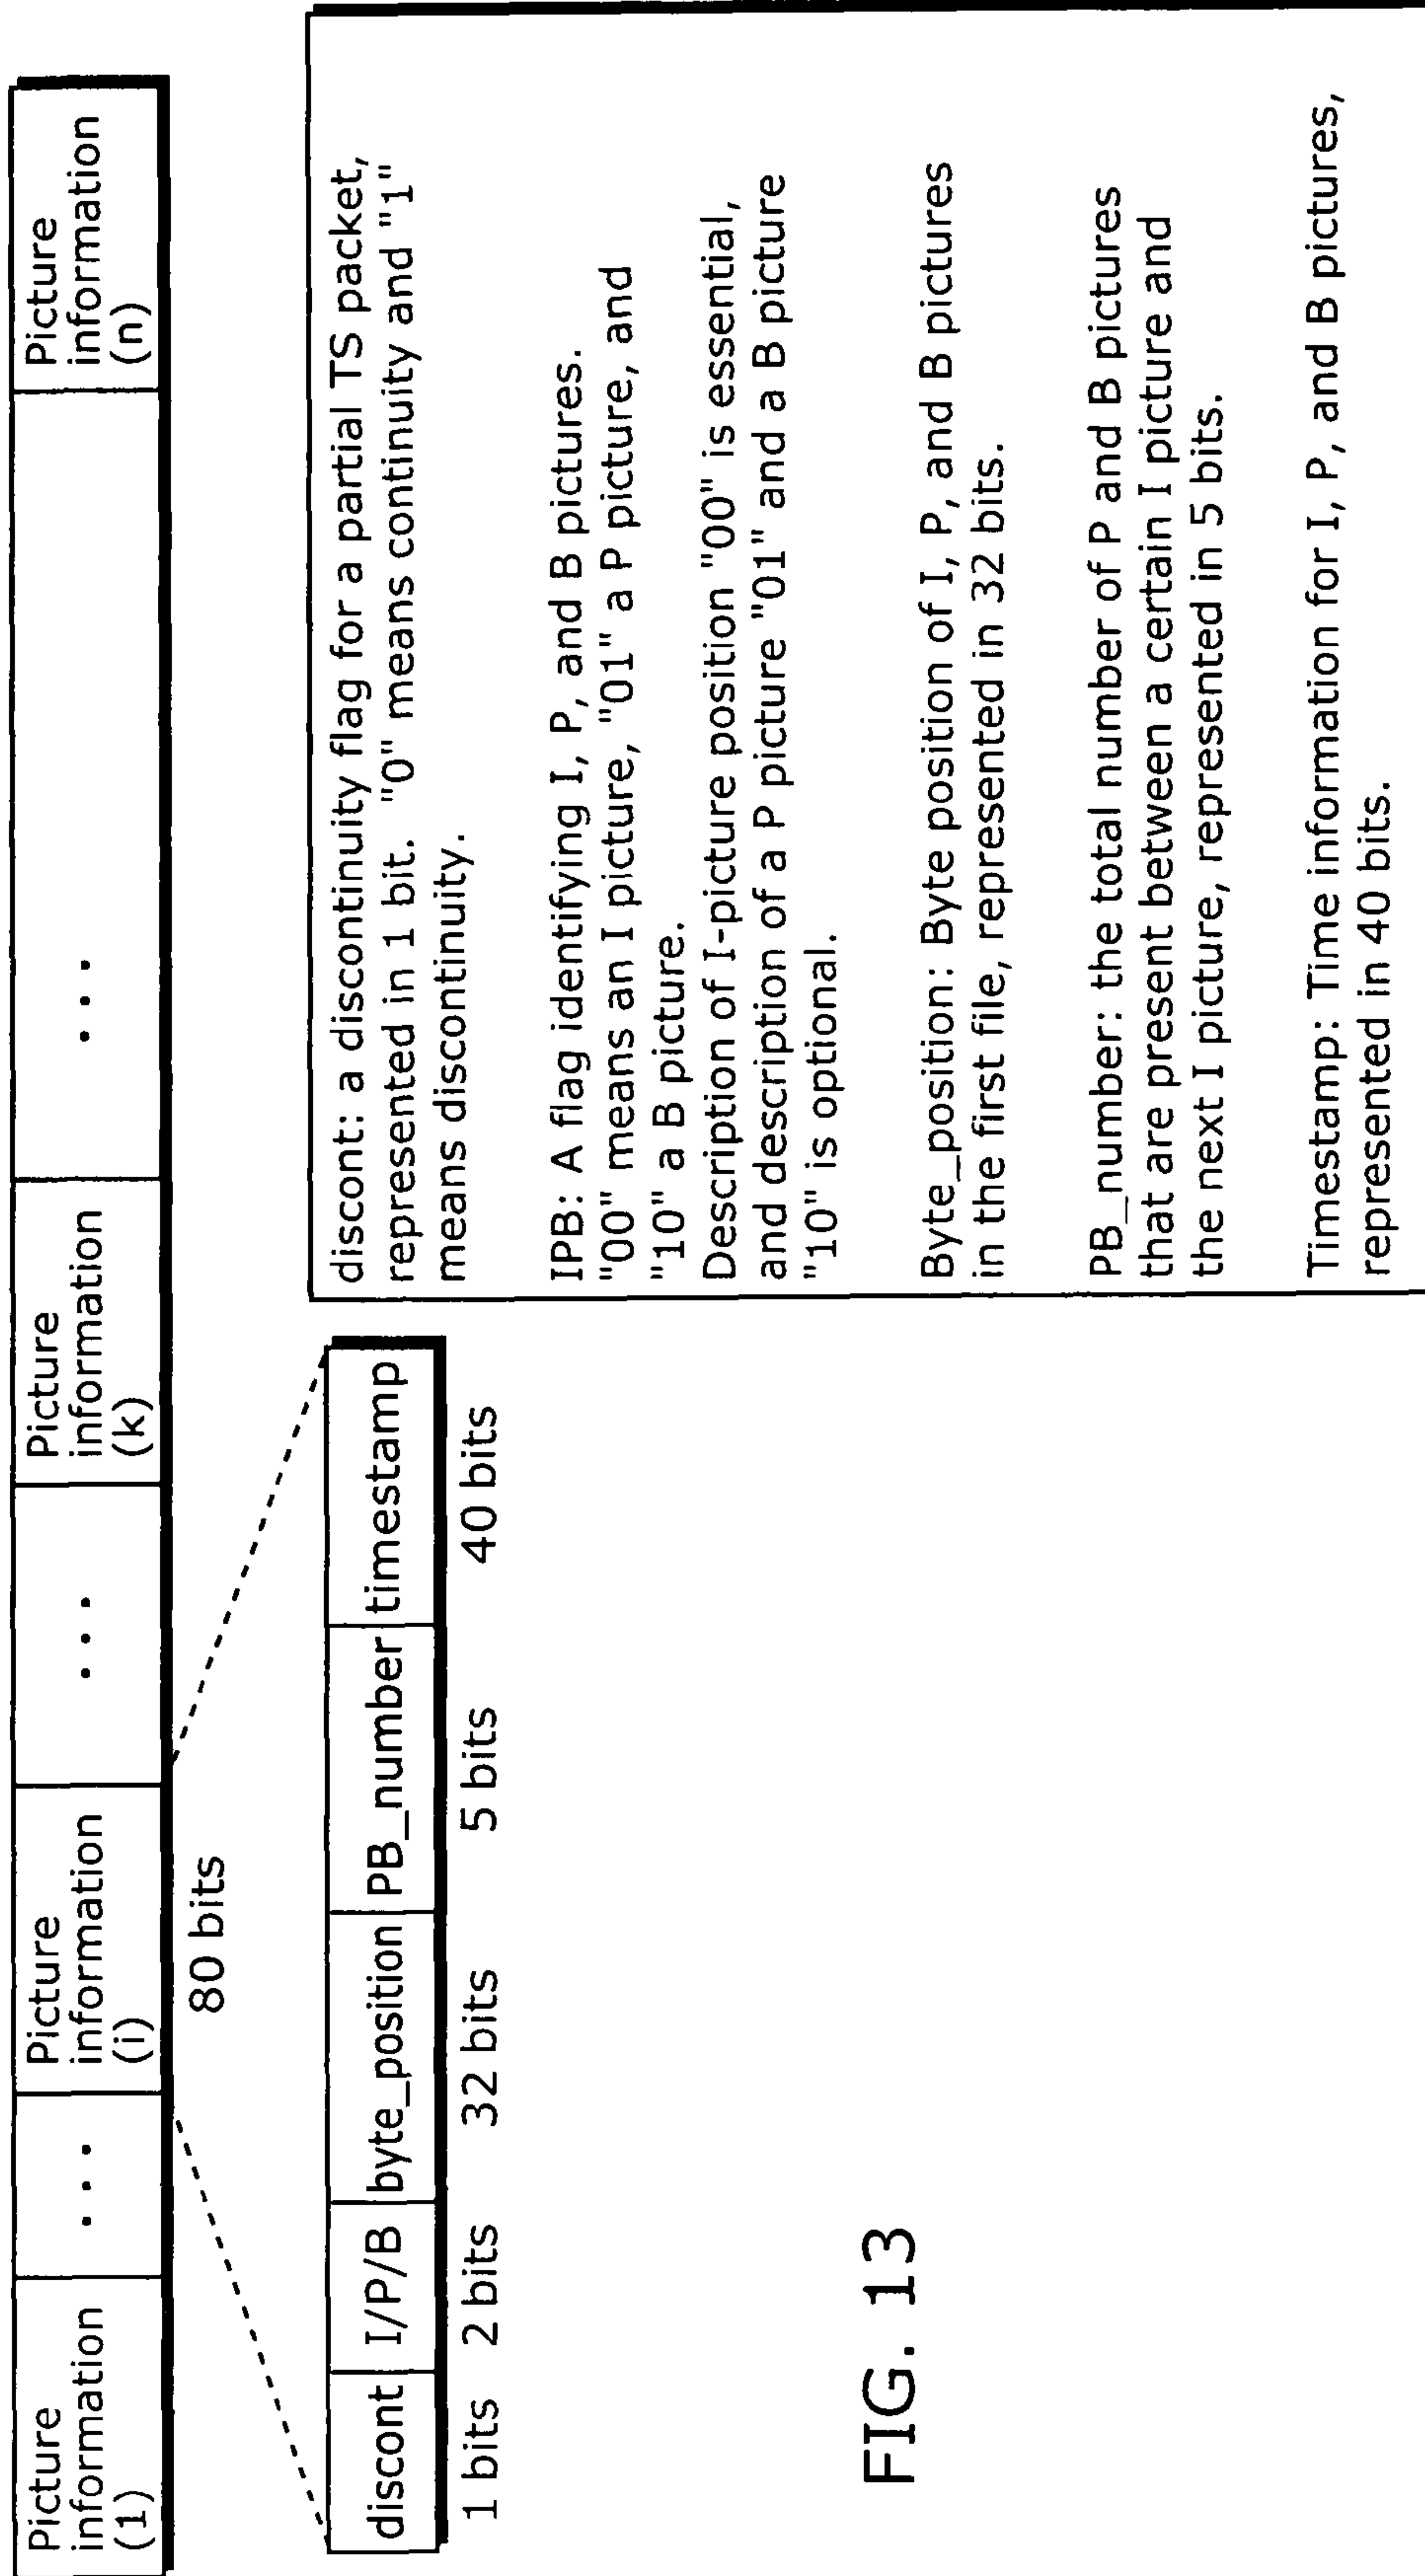 Picture
information
(1)
. . .
Picture
information
(i)
. . .
Picture
information
(k)
. . .
Picture
information
(n)
80 bits
discont
I/P/B
byte_position
PB_number
timestamp
1 bits
2 bits
32 bits
5 bits
40 bits
discont: a discontinuity flag for a partial TS packet,
represented in 1 bit. "0" means continuity and "1"
means discontinuity.
IPB: A flag identifying I, P, and B pictures.
"00" means an I picture, "01" a P picture, and
"10" a B picture.
Description of I-picture position "00" is essential,
and description of a P picture "01" and a B picture
"10" is optional.
Byte_position: Byte position of I, P, and B pictures
in the first file, represented in 32 bits.
PB_number: the total number of P and B pictures
that are present between a certain I picture and
the next I picture, represented in 5 bits.
Timestamp: Time information for I, P, and B pictures,
represented in 40 bits.
FIG. 13